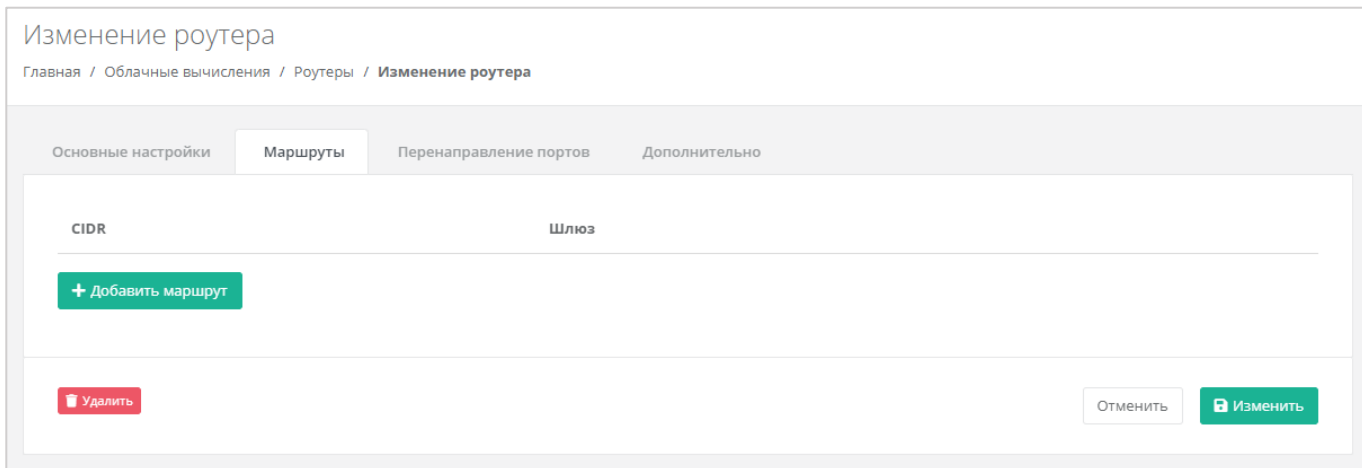 Изменение роутера
Главная / Облачные вычисления / Роутеры / Изменение роутера
Основные настройки Маршруты Перенаправление портов Дополнительно
CIDR Шлюз
Добавить маршрут
Удалить Отменить Изменить